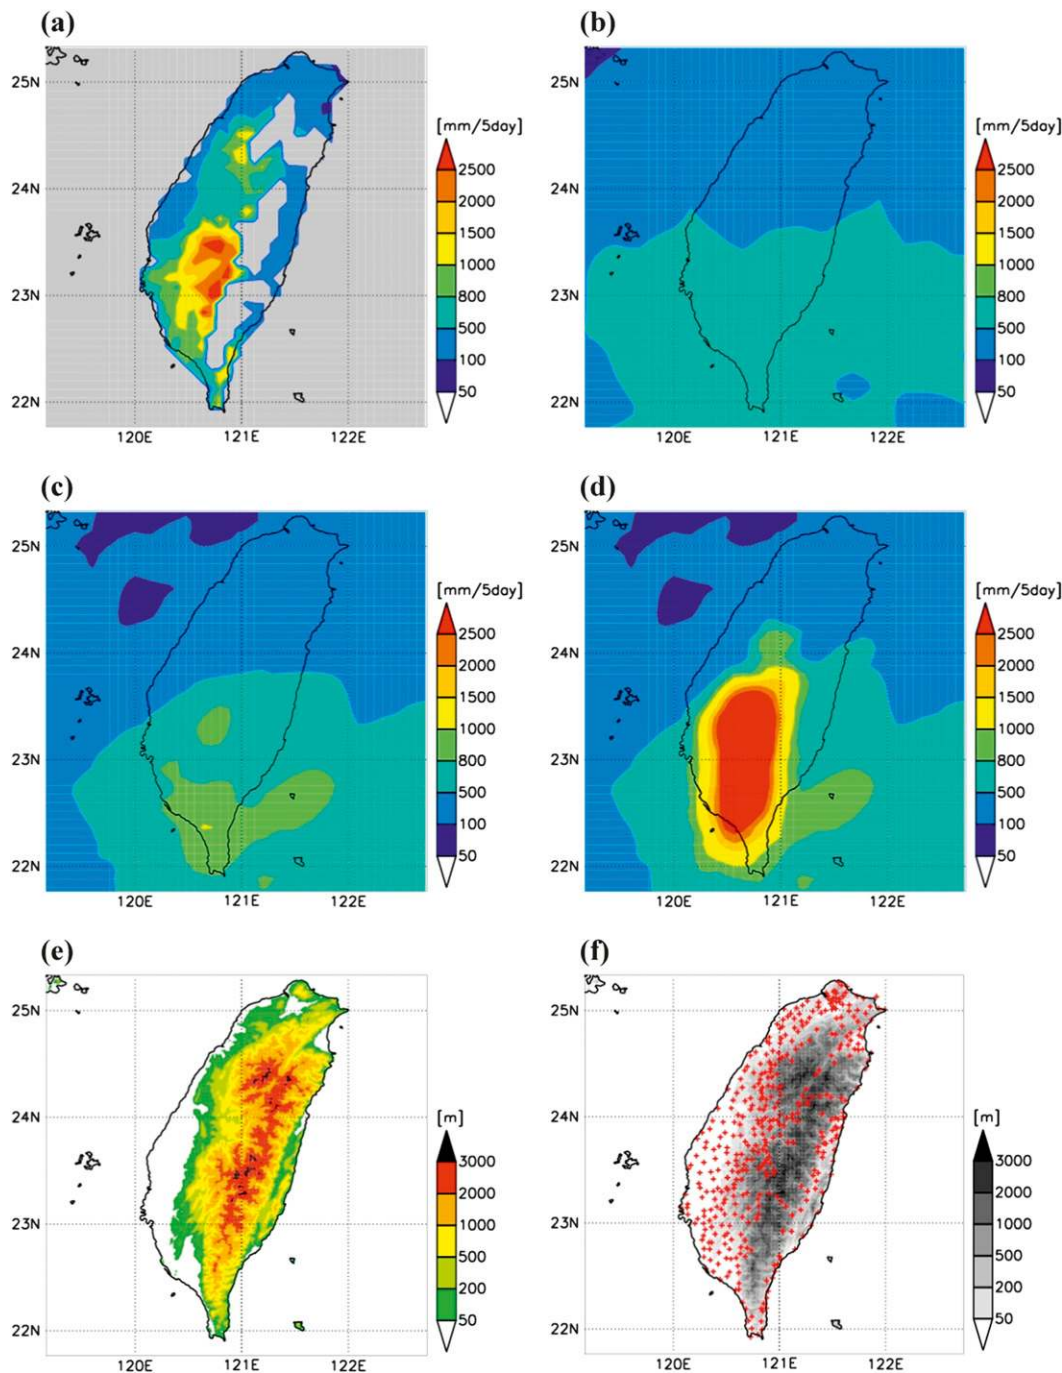 (a) (b)
25N 25N
[mm/5day] [mm/5day]
2500 2500
24N 2000 24N 2000
1500 1500
1000 1000
23N 800 23N 800
500 500
100 100
22N 50 22N 50
120E 121E 122E 120E 121E 122E
(c) (d)
25N 25N
[mm/5day] [mm/5day]
2500 2500
24N 2000 24N 2000
1500 1500
1000 1000
23N 800 23N 800
500 500
100 100
22N 50 22N 50
120E 121E 122E 120E 121E 122E
(e) (f)
25N 25N
[m] [m]
24N 24N
3000 3000
2000 2000
23N 1000 23N 1000
500 500
200 200
22N 50 22N 50
120E 121E 122E 120E 121E 122E